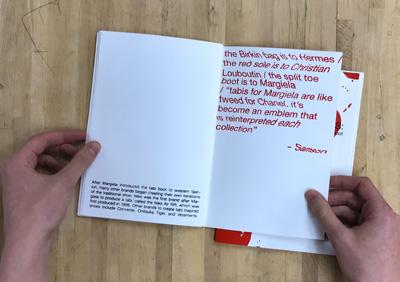 After Margiela introduced the tabi boot to western fash-
ion, many other brands began creating their own iterations
of the traditional shoe. Nike was the first brand after Mar-
giela to produce a tabi, called the Nike Air Rift, which was
first produced in 1996. Other brands to create tabi inspired
shoes include Converse, Onitsuka Tiger, and Vetements.
the Birkin bag is to Hermes /
the red sole is to Christian
Louboutin / the split toe
boot is to Margiela
/ "tabis for Margiela are like
tweed for Chanel. it's
become an emblem that
is reinterpreted each
collection"
- Samson